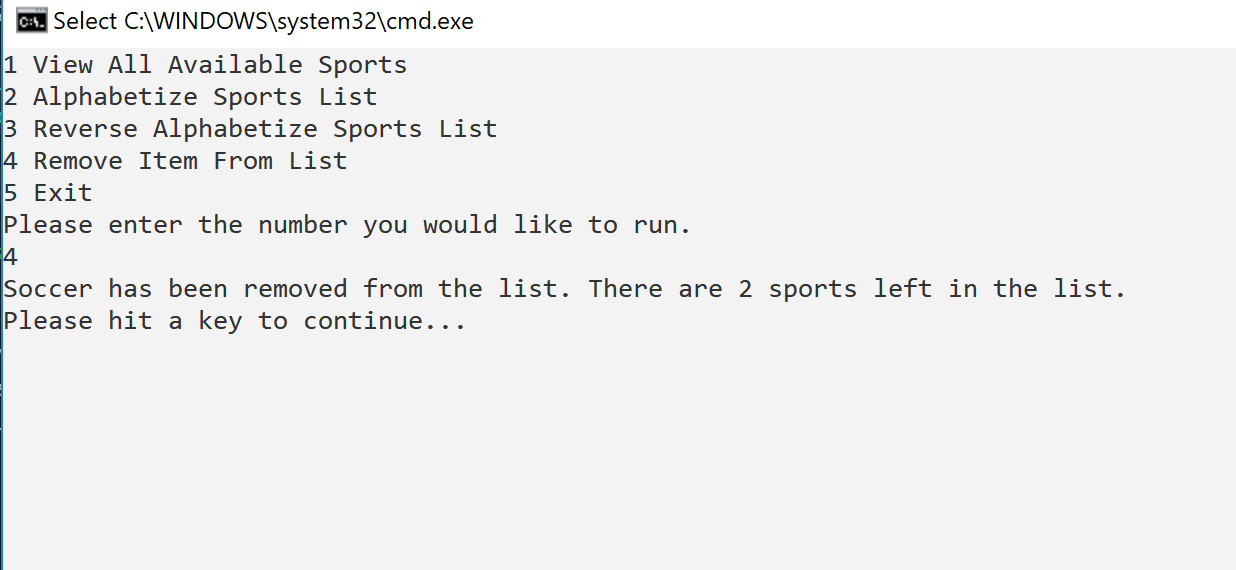 Select C:\WINDOWS\system32\cmd.exe
1 View All Available Sports
2 Alphabetize Sports List
3 Reverse Alphabetize Sports List
4 Remove Item From List
5 Exit
Please enter the number you would like to run.
4
Soccer has been removed from the list. There are 2 sports left in the list.
Please hit a key to continue...